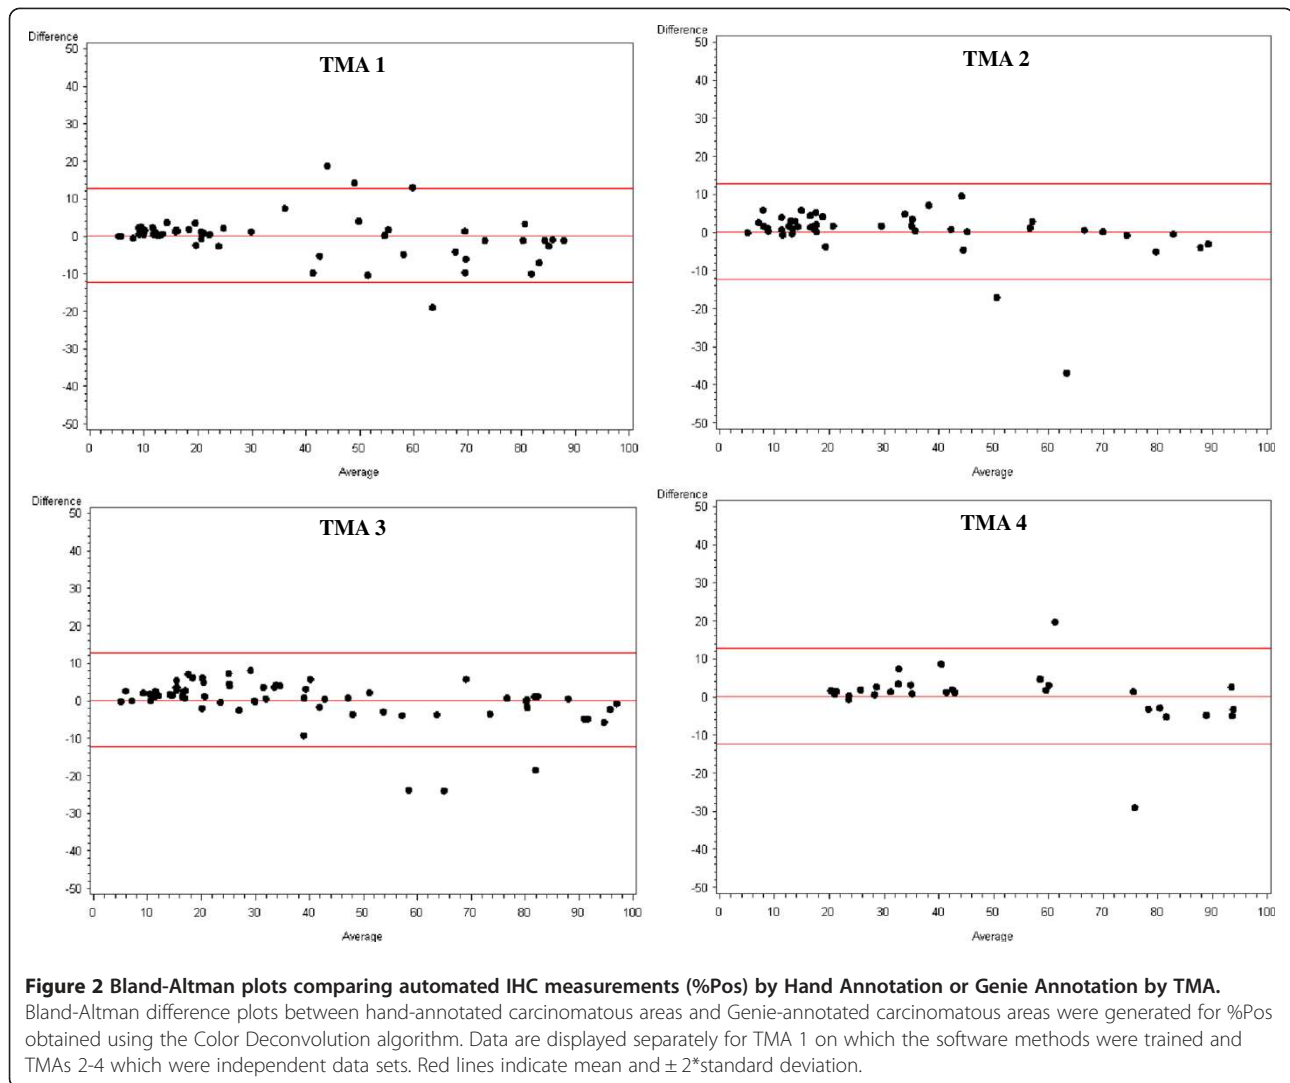 Difference
TMA 1
50
40
30
20
10
0
-10
-20
-30
-40
-50
0 10 20 30 40 50 60 70 80 90 100
Average
Difference
TMA 2
50
40
30
20
10
0
-10
-20
-30
-40
-50
0 10 20 30 40 50 60 70 80 90 100
Average
Difference
TMA 3
50
40
30
20
10
0
-10
-20
-30
-40
-50
0 10 20 30 40 50 60 70 80 90 100
Average
Difference
TMA 4
50
40
30
20
10
0
-10
-20
-30
-40
-50
0 10 20 30 40 50 60 70 80 90 100
Average
Figure 2 Bland-Altman plots comparing automated IHC measurements (%Pos) by Hand Annotation or Genie Annotation by TMA.
Bland-Altman difference plots between hand-annotated carcinomatous areas and Genie-annotated carcinomatous areas were generated for %Pos
obtained using the Color Deconvolution algorithm. Data are displayed separately for TMA 1 on which the software methods were trained and
TMAs 2-4 which were independent data sets. Red lines indicate mean and ± 2*standard deviation.